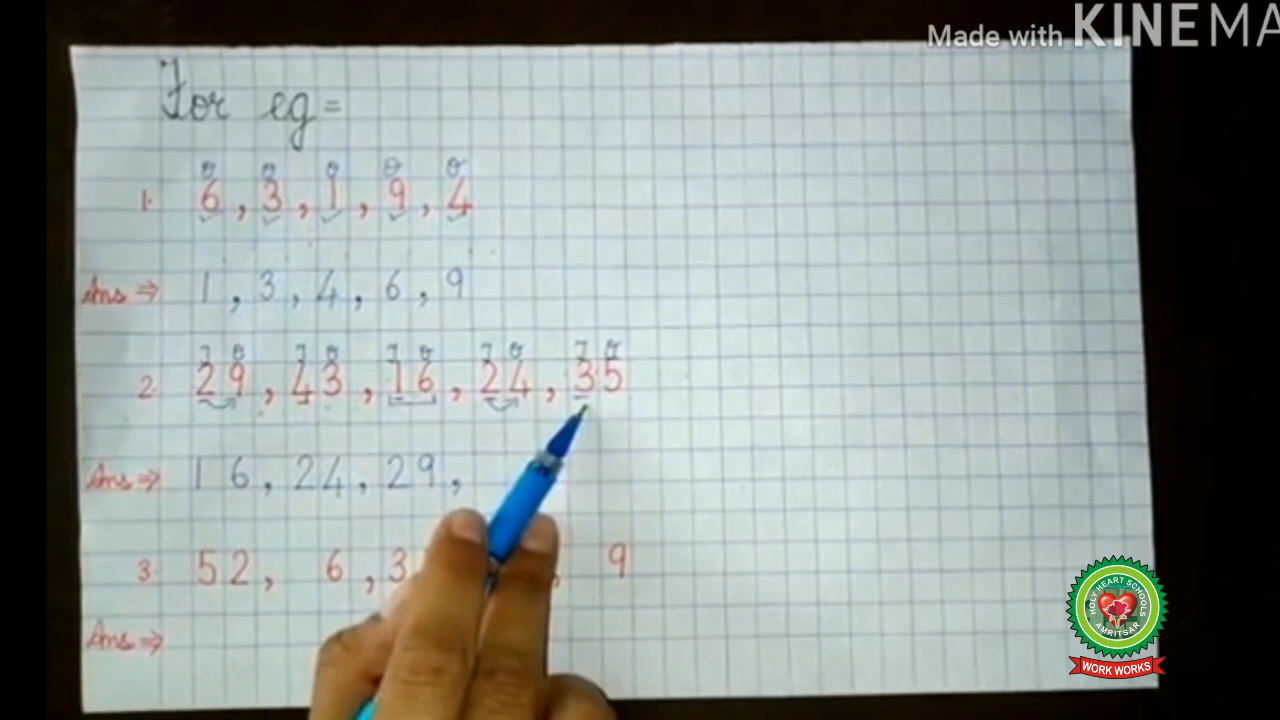 Made with KINEMA
For eg =
O O O O O
1. 6, 3, 1, 9, 4
Ans ⇒ 1, 3, 4, 6, 9
T O T O T O T O T O
2. 29, 43, 16, 24, 35
Ans ⇒ 16, 24, 29,
3. 52, 6, 3 , 9
Ans ⇒
HOLY HEART SCHOOLS
AMRITSAR
WORK WORKS